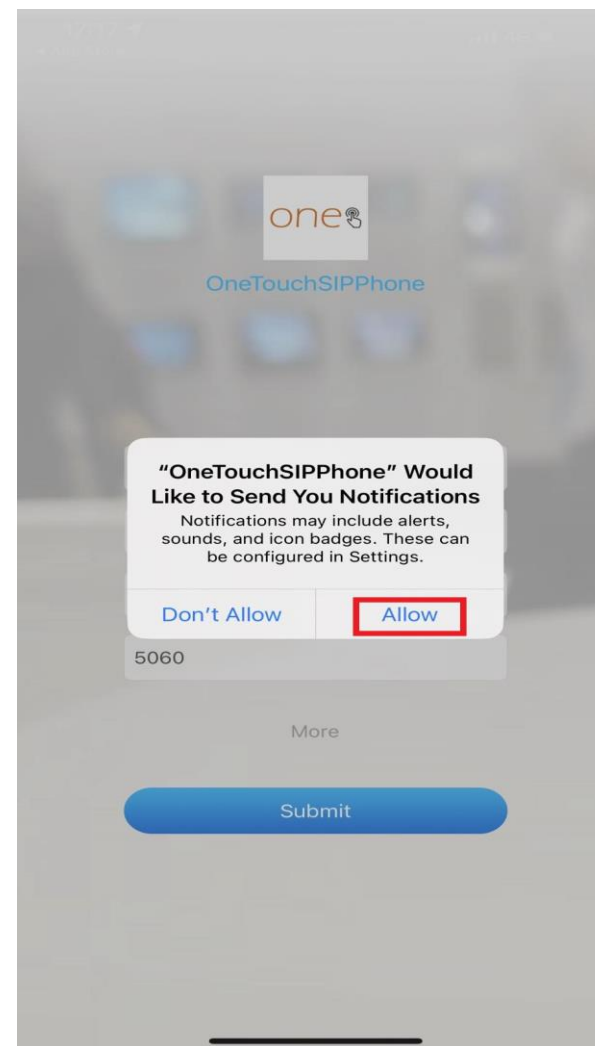 one
OneTouchSIPPhone
“OneTouchSIPPhone” Would
Like to Send You Notifications
Notifications may include alerts,
sounds, and icon badges. These can
be configured in Settings.
Don’t Allow
Allow
5060
More
Submit